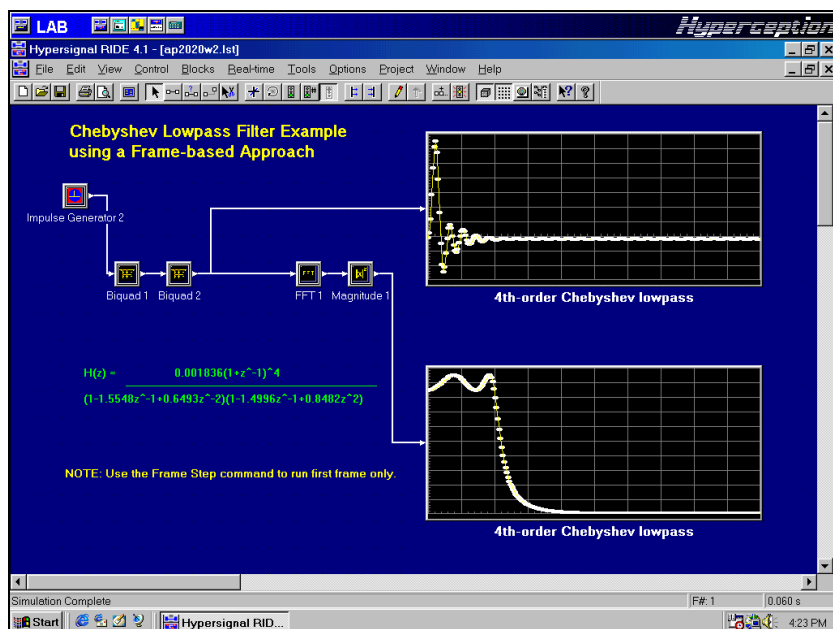 LAB
Hyperception
Hypersignal RIDE 4.1 - [ap2020w2.lst]
File Edit View Control Blocks Real-time Tools Options Project Window Help
Chebyshev Lowpass Filter Example
using a Frame-based Approach
Impulse Generator 2
Biquad 1
Biquad 2
FFT
FFT 1
Magnitude 1
4th-order Chebyshev lowpass
H(z) =
0.001836(1+z^-1)^4
(1-1.5548z^-1+0.6493z^-2)(1-1.4996z^-1+0.8482z^2)
NOTE: Use the Frame Step command to run first frame only.
4th-order Chebyshev lowpass
Simulation Complete
F#: 1
0.060 s
Start
Hypersignal RID...
4:23 PM